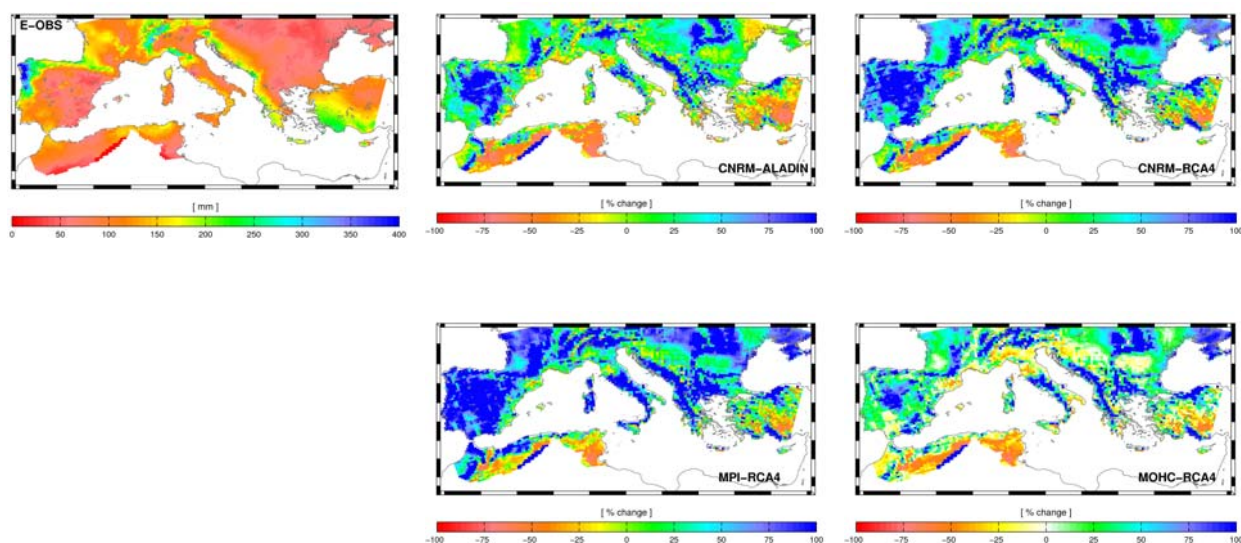 E-OBS
[ mm ]
0 50 100 150 200 250 300 350 400
CNRM-ALADIN
[ % change ]
-100 -75 -50 -25 0 25 50 75 100
CNRM-RCA4
[ % change ]
-100 -75 -50 -25 0 25 50 75 100
MPI-RCA4
[ % change ]
-100 -75 -50 -25 0 25 50 75 100
MOHC-RCA4
[ % change ]
-100 -75 -50 -25 0 25 50 75 100